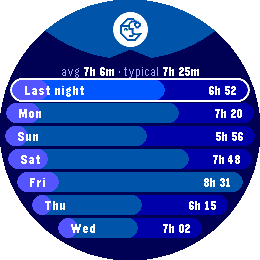 avg 7h 6m · typical 7h 25m
Last night 6h 52
Mon 7h 20
Sun 5h 56
Sat 7h 48
Fri 8h 31
Thu 6h 15
Wed 7h 02